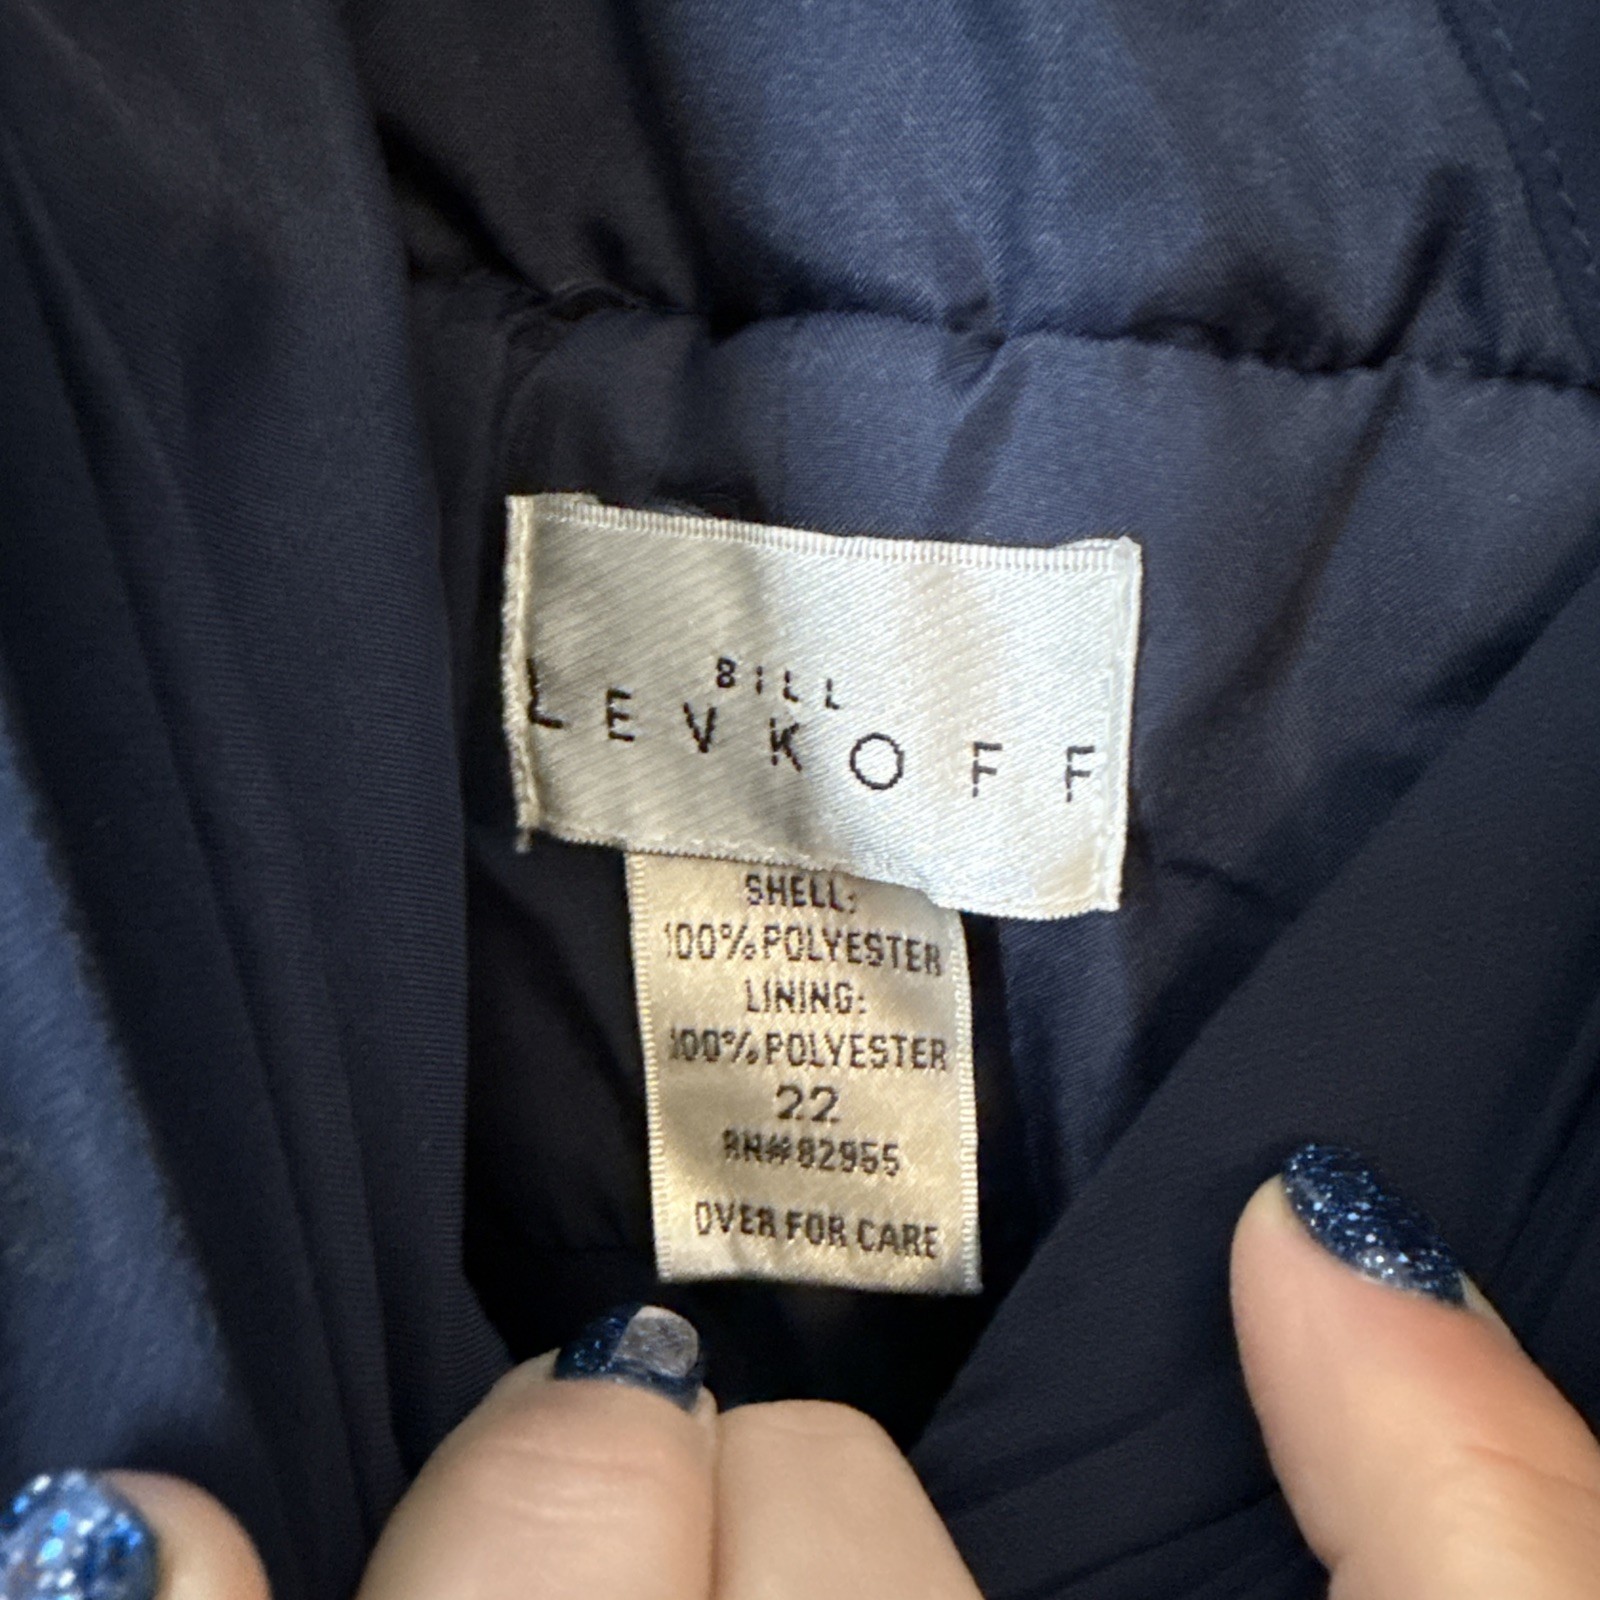 BILL
LEVKOFF
SHELL:
100% POLYESTER
LINING:
100% POLYESTER
22
RN# 82955
OVER FOR CARE